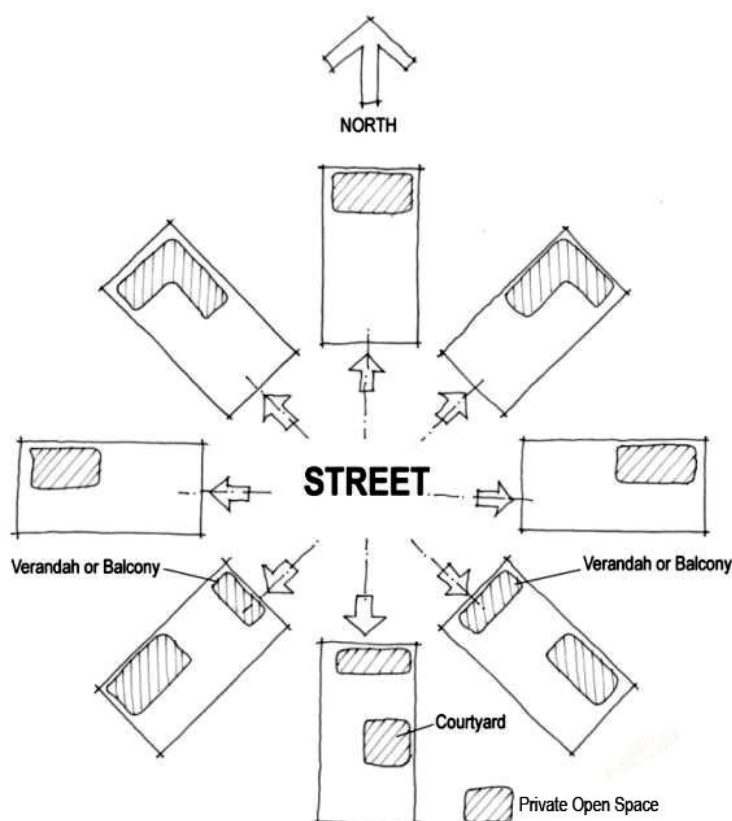 NORTH
STREET
Verandah or Balcony
Verandah or Balcony
Courtyard
Private Open Space